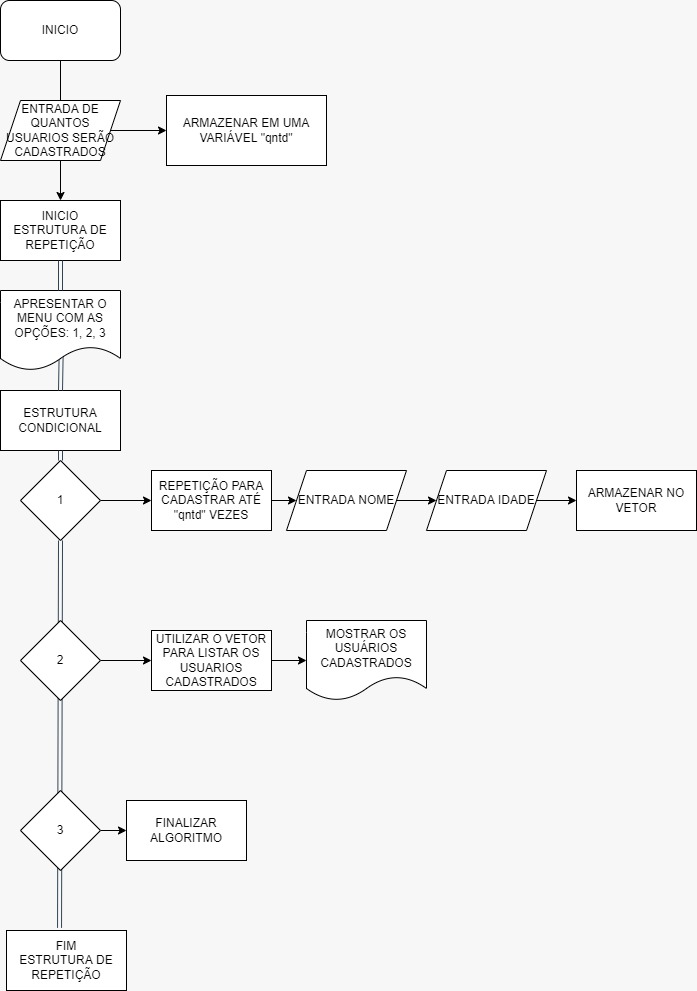 INICIO
ENTRADA DE
QUANTOS
USUARIOS SERÃO
CADASTRADOS
ARMAZENAR EM UMA
VARIÁVEL "qntd"
INICIO
ESTRUTURA DE
REPETIÇÃO
APRESENTAR O
MENU COM AS
OPÇÕES: 1, 2, 3
ESTRUTURA
CONDICIONAL
1
REPETIÇÃO PARA
CADASTRAR ATÉ
"qntd" VEZES
ENTRADA NOME
ENTRADA IDADE
ARMAZENAR NO
VETOR
2
UTILIZAR O VETOR
PARA LISTAR OS
USUARIOS
CADASTRADOS
MOSTRAR OS
USUÁRIOS
CADASTRADOS
3
FINALIZAR
ALGORITMO
FIM
ESTRUTURA DE
REPETIÇÃO